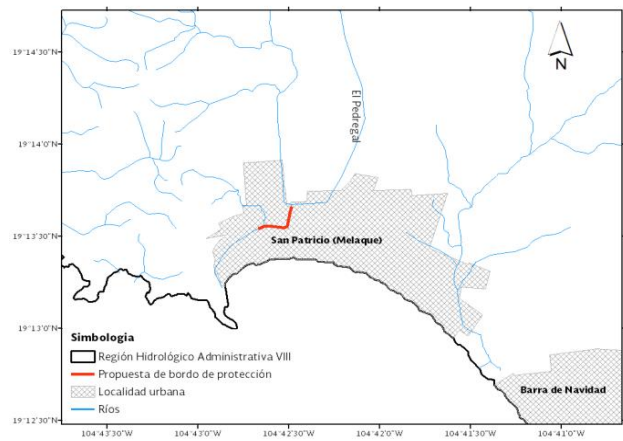 19°14'30"N
19°14'0"N
19°13'30"N
19°13'0"N
19°12'30"N
N
El Pedregal
San Patricio (Melaque)
Barra de Navidad
Simbología
Región Hidrológico Administrativa VIII
Propuesta de bordo de protección
Localidad urbana
Ríos
104°43'30"O
104°43'0"O
104°42'30"O
104°42'0"O
104°41'30"O
104°41'0"O